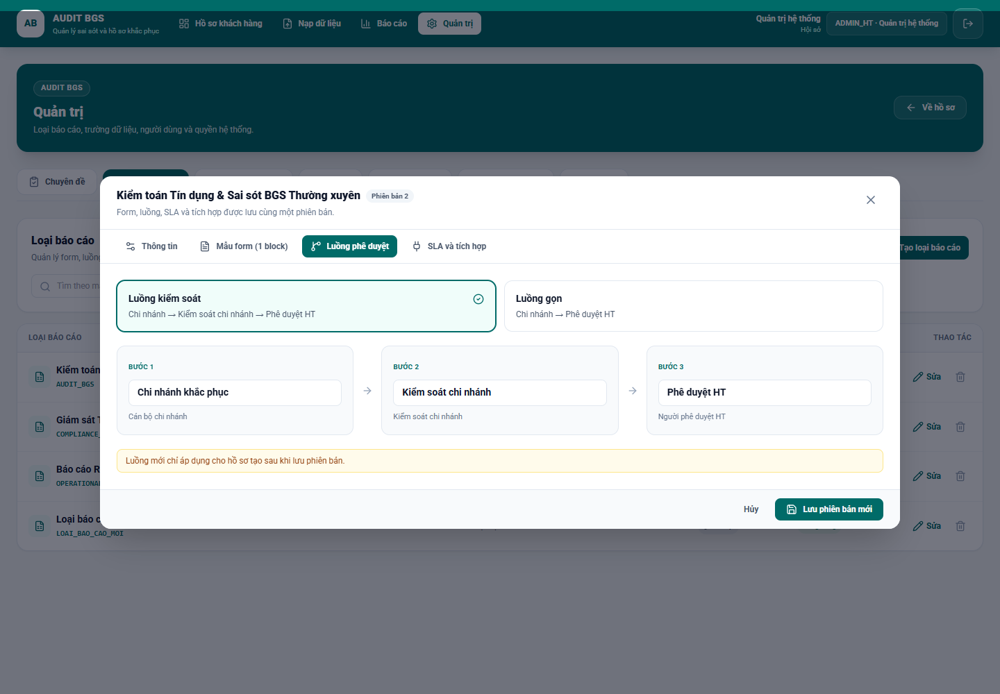 AB
AUDIT BGS
Quản lý sai sót và hồ sơ khắc phục
Hồ sơ khách hàng
Nạp dữ liệu
Báo cáo
Quản trị
Quản trị hệ thống
Hội sở
ADMIN_HT · Quản trị hệ thống
AUDIT BGS
Quản trị
Loại báo cáo, trường dữ liệu, người dùng và quyền hệ thống.
Về hồ sơ
Chuyên đề
Kiểm toán Tín dụng & Sai sót BGS Thường xuyên
Phiên bản 2
Form, luồng, SLA và tích hợp được lưu cùng một phiên bản.
Thông tin
Mẫu form (1 block)
Luồng phê duyệt
SLA và tích hợp
Luồng kiểm soát
Chi nhánh → Kiểm soát chi nhánh → Phê duyệt HT
Luồng gọn
Chi nhánh → Phê duyệt HT
BƯỚC 1
Chi nhánh khắc phục
Cán bộ chi nhánh
BƯỚC 2
Kiểm soát chi nhánh
Kiểm soát chi nhánh
BƯỚC 3
Phê duyệt HT
Người phê duyệt HT
Luồng mới chỉ áp dụng cho hồ sơ tạo sau khi lưu phiên bản.
Hủy
Lưu phiên bản mới
Loại báo cáo
Quản lý form, luồng
Tìm theo
Tạo loại báo cáo
LOẠI BÁO CÁO
THAO TÁC
Kiểm toán
AUDIT_BGS
Sửa
Giám sát
COMPLIANCE_
Sửa
Báo cáo R
OPERATIONAL
Sửa
Loại báo
LOAI_BAO_CAO_MOI
Sửa